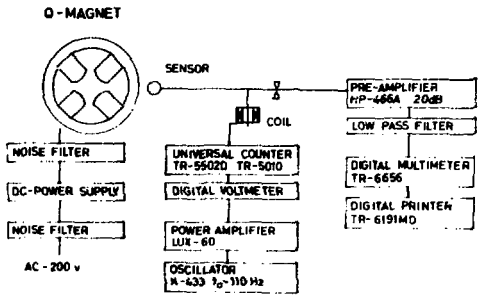 Q-MAGNET
SENSOR
COIL
NOISE FILTER
DC-POWER SUPPLY
NOISE FILTER
AC-200 v
UNIVERSAL COUNTER
TR-5502D TR-5010
DIGITAL VOLTMETER
POWER AMPLIFIER
LUX-60
OSCILLATOR
~110 Hz
PRE-AMPLIFIER
HP-466A 20dB
LOW PASS FILTER
DIGITAL MULTIMETER
TR-6656
DIGITAL PRINTER
TR-6191MD